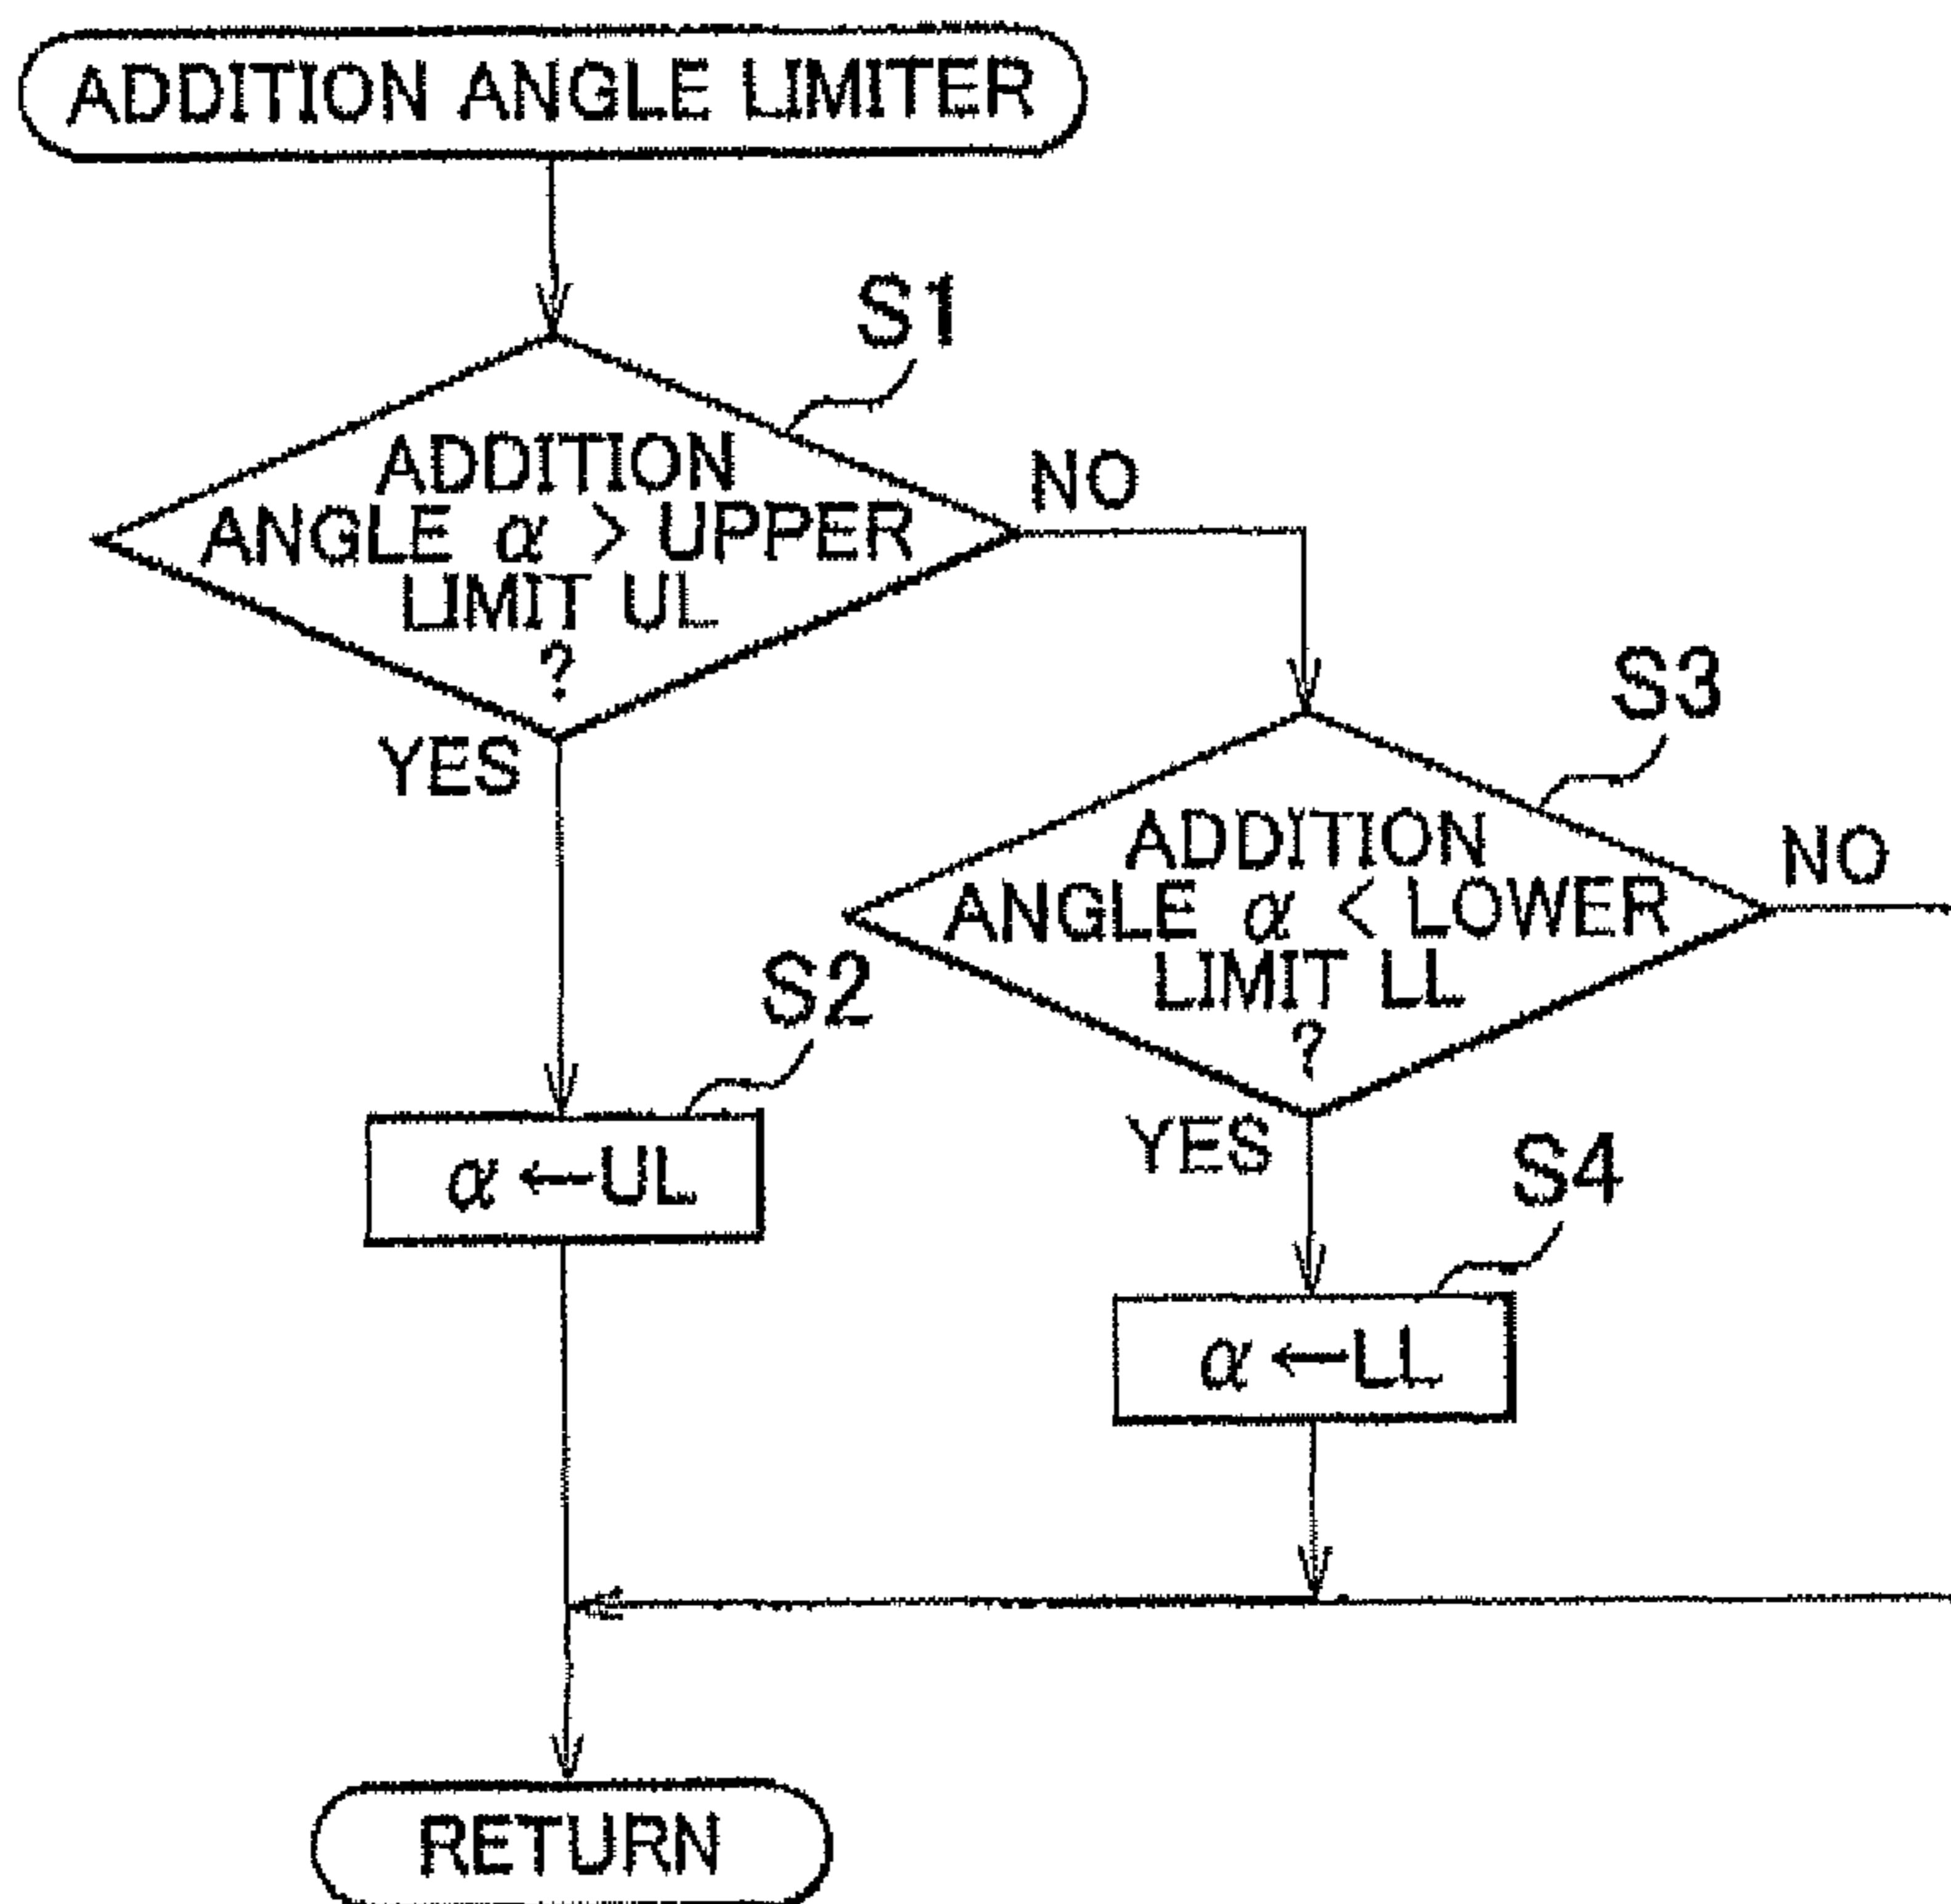 ADDITION ANGLE LIMITER
S1
ADDITION
ANGLE α > UPPER
LIMIT UL
?
NO
YES
S3
ADDITION
ANGLE α < LOWER
LIMIT LL
?
NO
YES
S2
α ← UL
S4
α ← LL
RETURN